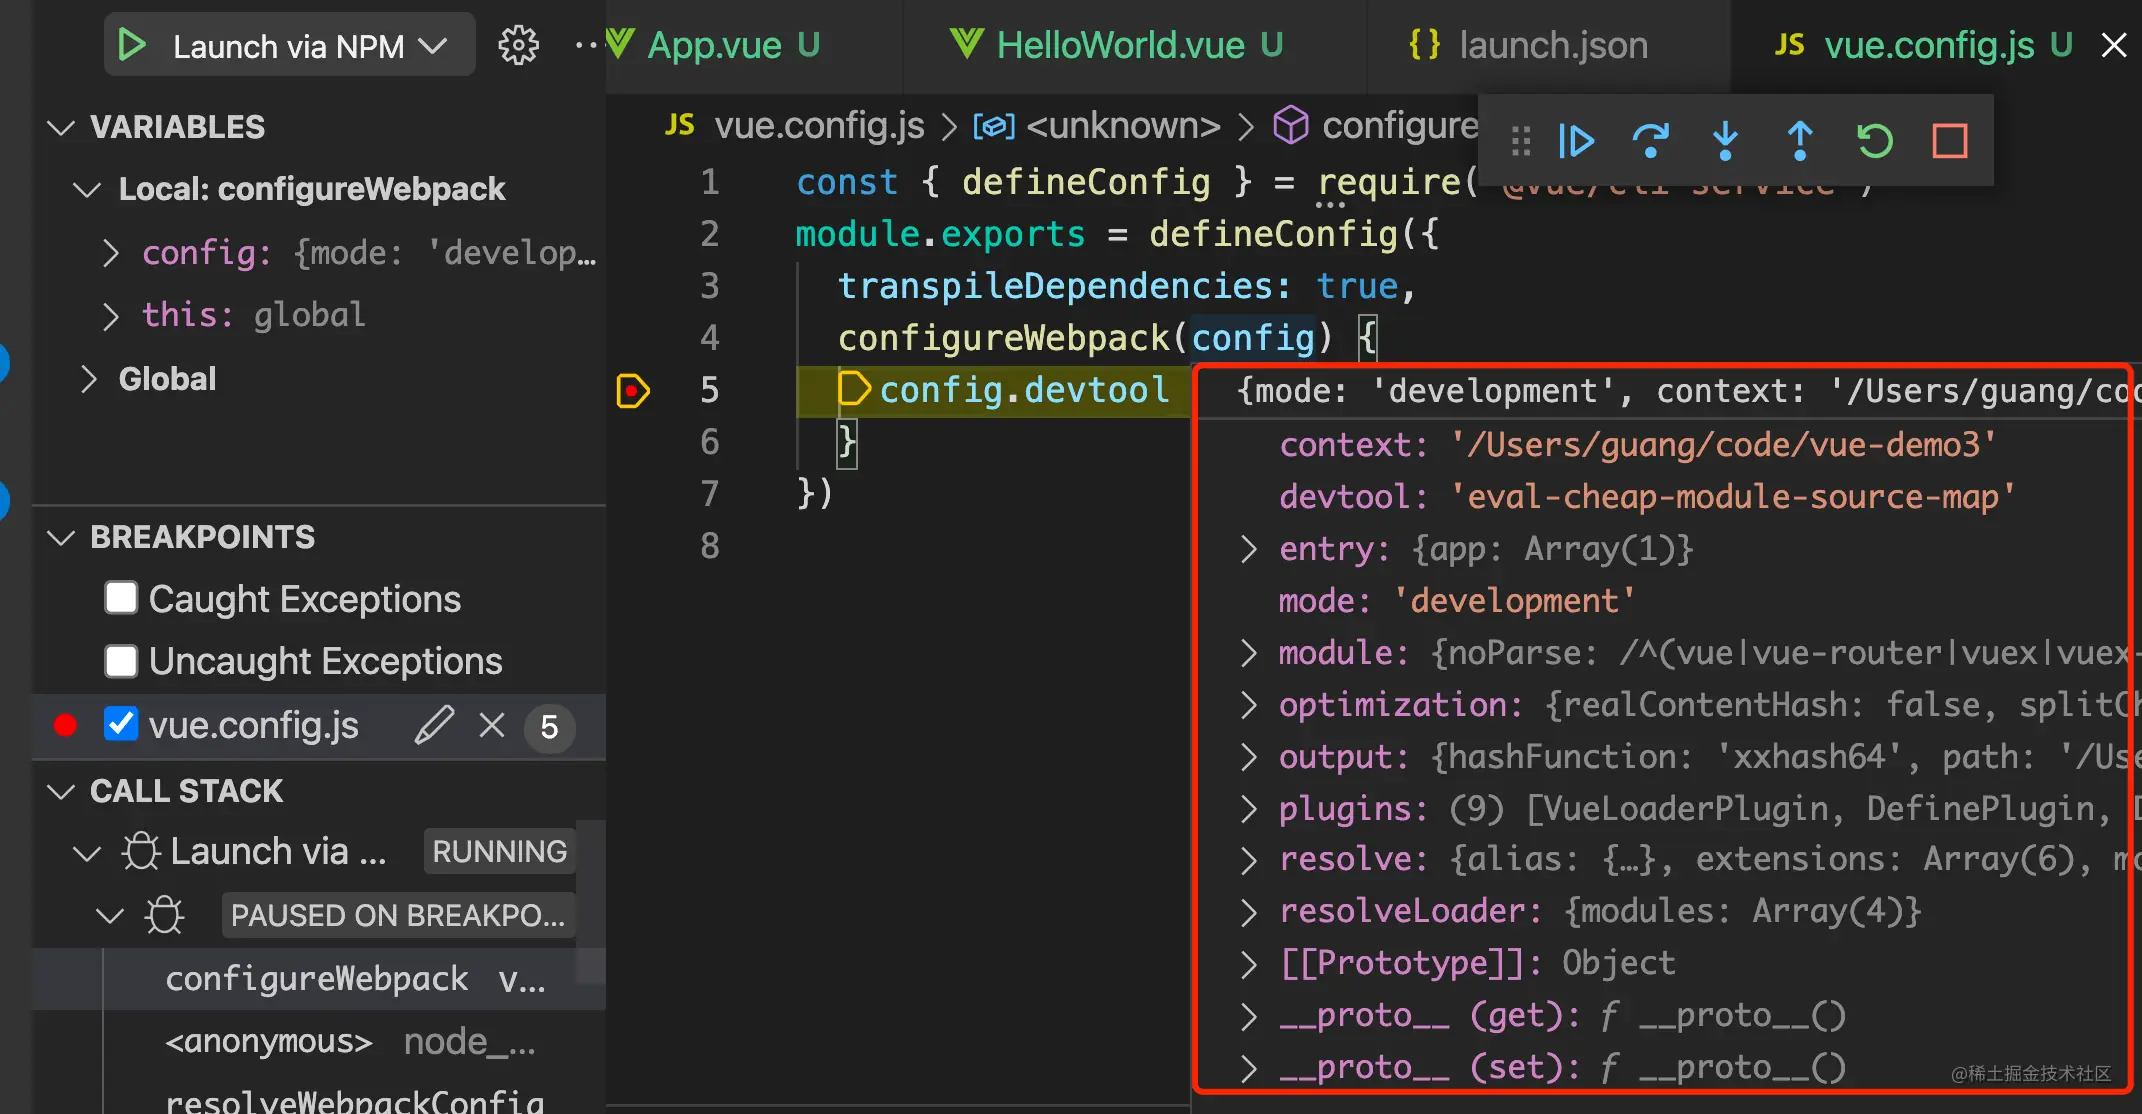 Launch via NPM
VARIABLES
Local: configureWebpack
config: {mode: 'develop…
this: global
Global
BREAKPOINTS
Caught Exceptions
Uncaught Exceptions
vue.config.js 5
CALL STACK
Launch via ... RUNNING
PAUSED ON BREAKPO...
configureWebpack v...
<anonymous> node_...
resolveWebpackConfig
App.vue U
HelloWorld.vue U
{} launch.json
JS vue.config.js U
JS vue.config.js > <unknown> > configure
1 const { defineConfig } = require('@vue/cli-service')
2 module.exports = defineConfig({
3 transpileDependencies: true,
4 configureWebpack(config) {
5 config.devtool
6 }
7 })
8
{mode: 'development', context: '/Users/guang/cod
context: '/Users/guang/code/vue-demo3'
devtool: 'eval-cheap-module-source-map'
entry: {app: Array(1)}
mode: 'development'
module: {noParse: /^(vue|vue-router|vuex|vuex-
optimization: {realContentHash: false, splitCh
output: {hashFunction: 'xxhash64', path: '/Use
plugins: (9) [VueLoaderPlugin, DefinePlugin,
resolve: {alias: {…}, extensions: Array(6), mo
resolveLoader: {modules: Array(4)}
[[Prototype]]: Object
__proto__ (get): ƒ __proto__()
__proto__ (set): ƒ __proto__()
@稀土掘金技术社区